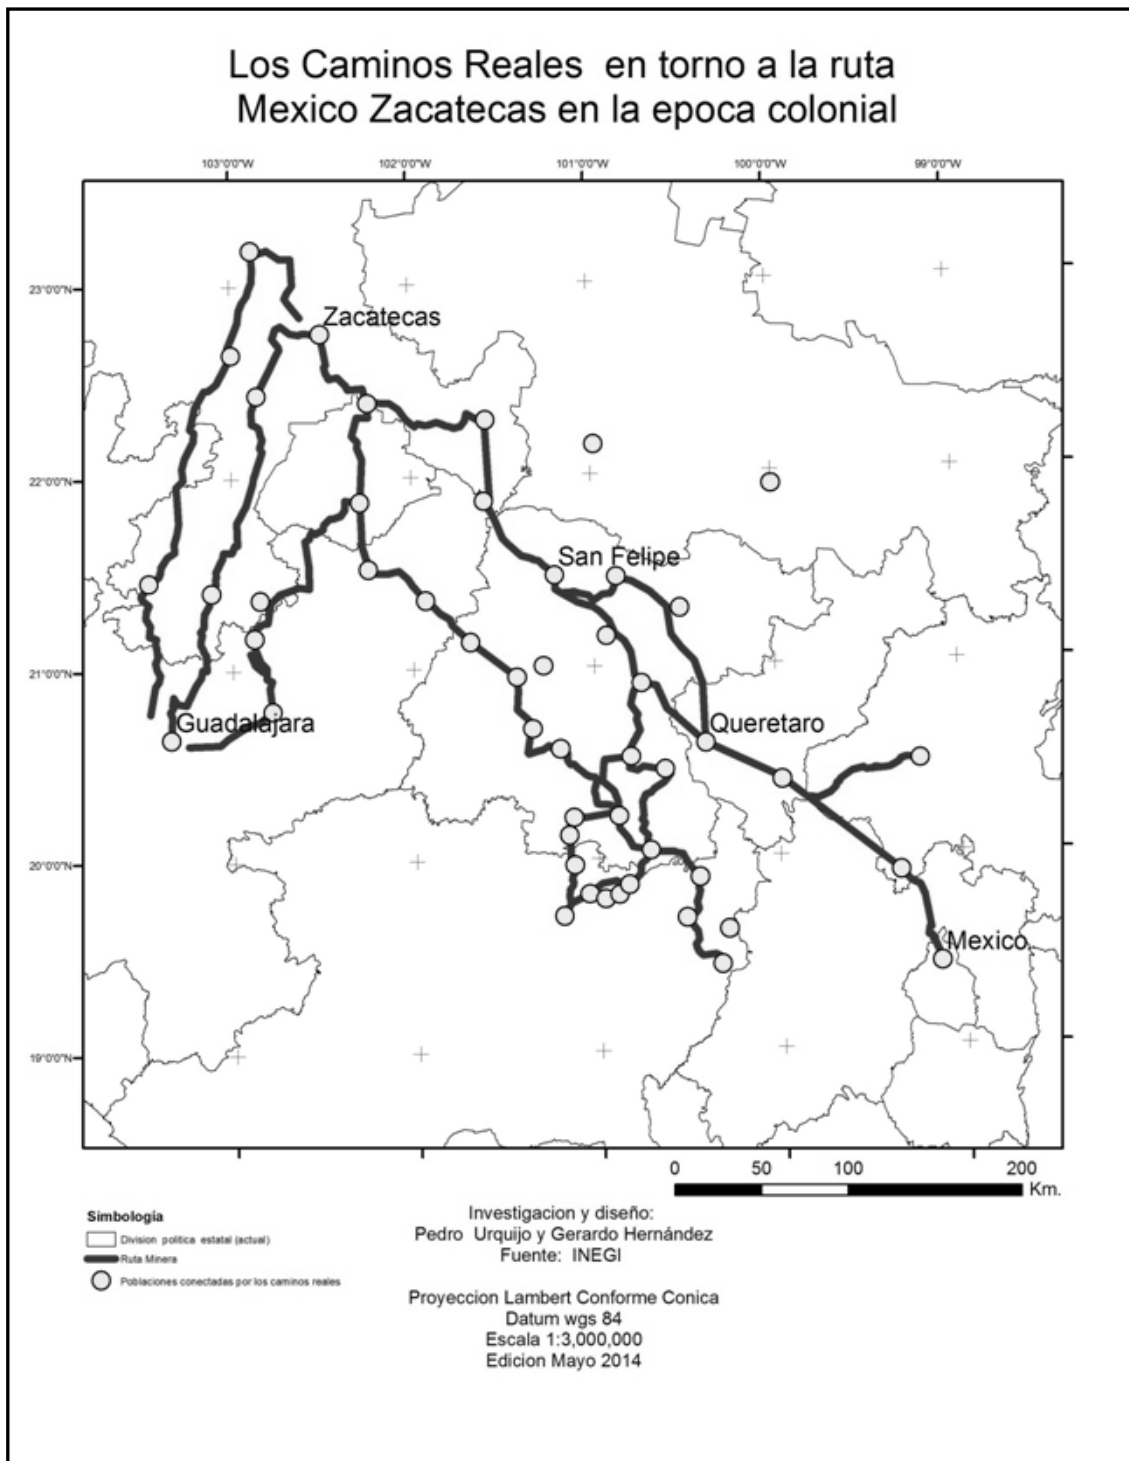 Los Caminos Reales en torno a la ruta
Mexico Zacatecas en la epoca colonial
103°0'0"W 102°0'0"W 101°0'0"W 100°0'0"W 99°0'0"W
23°0'0"N
Zacatecas
22°0'0"N
San Felipe
21°0'0"N
Guadalajara
Queretaro
20°0'0"N
Mexico
19°0'0"N
0 50 100 200
Km.
Simbología
Division politica estatal (actual)
Ruta Minera
Poblaciones conectadas por los caminos reales
Investigacion y diseño:
Pedro Urquijo y Gerardo Hernández
Fuente: INEGI
Proyeccion Lambert Conforme Conica
Datum wgs 84
Escala 1:3,000,000
Edicion Mayo 2014